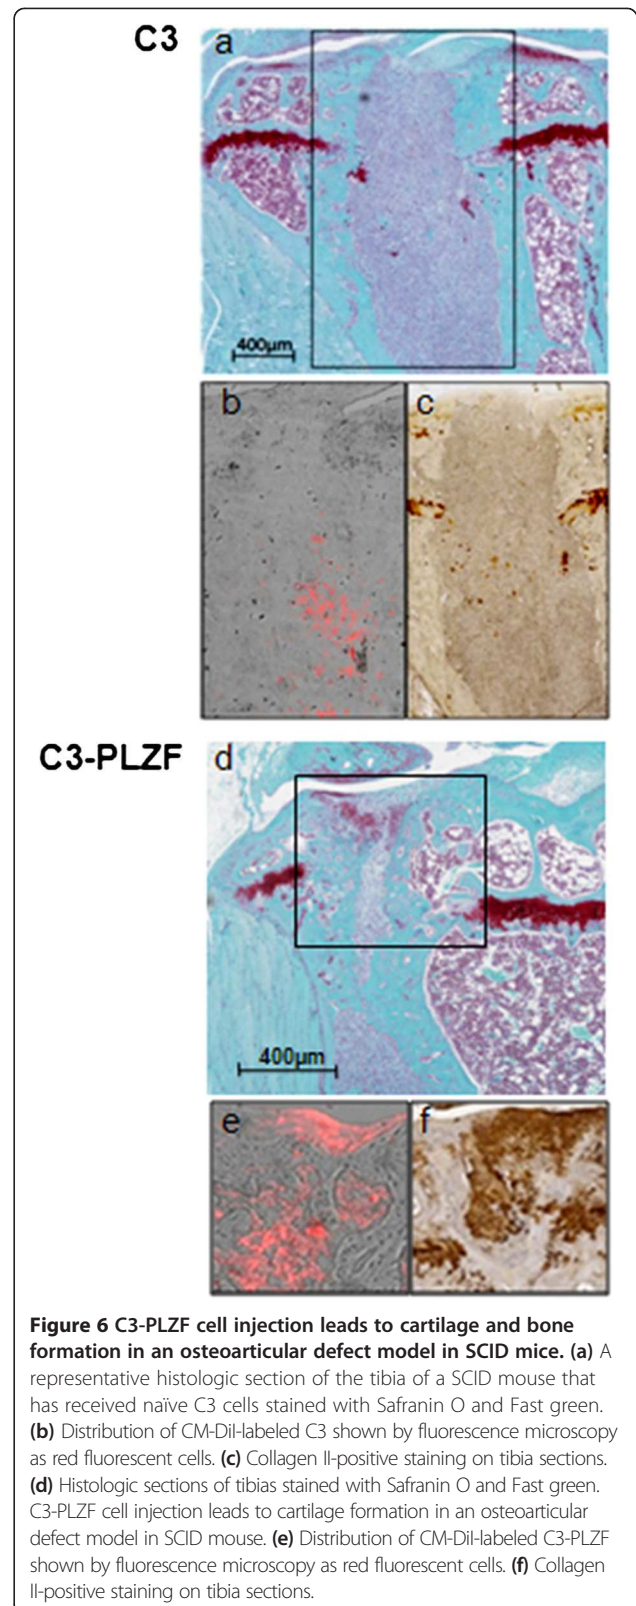 C3
a
400µm
b
c
C3-PLZF
d
400µm
e
f
Figure 6 C3-PLZF cell injection leads to cartilage and bone
formation in an osteoarticular defect model in SCID mice. (a) A
representative histologic section of the tibia of a SCID mouse that
has received naïve C3 cells stained with Safranin O and Fast green.
(b) Distribution of CM-DiI-labeled C3 shown by fluorescence microscopy
as red fluorescent cells. (c) Collagen II-positive staining on tibia sections.
(d) Histologic sections of tibias stained with Safranin O and Fast green.
C3-PLZF cell injection leads to cartilage formation in an osteoarticular
defect model in SCID mouse. (e) Distribution of CM-DiI-labeled C3-PLZF
shown by fluorescence microscopy as red fluorescent cells. (f) Collagen
II-positive staining on tibia sections.